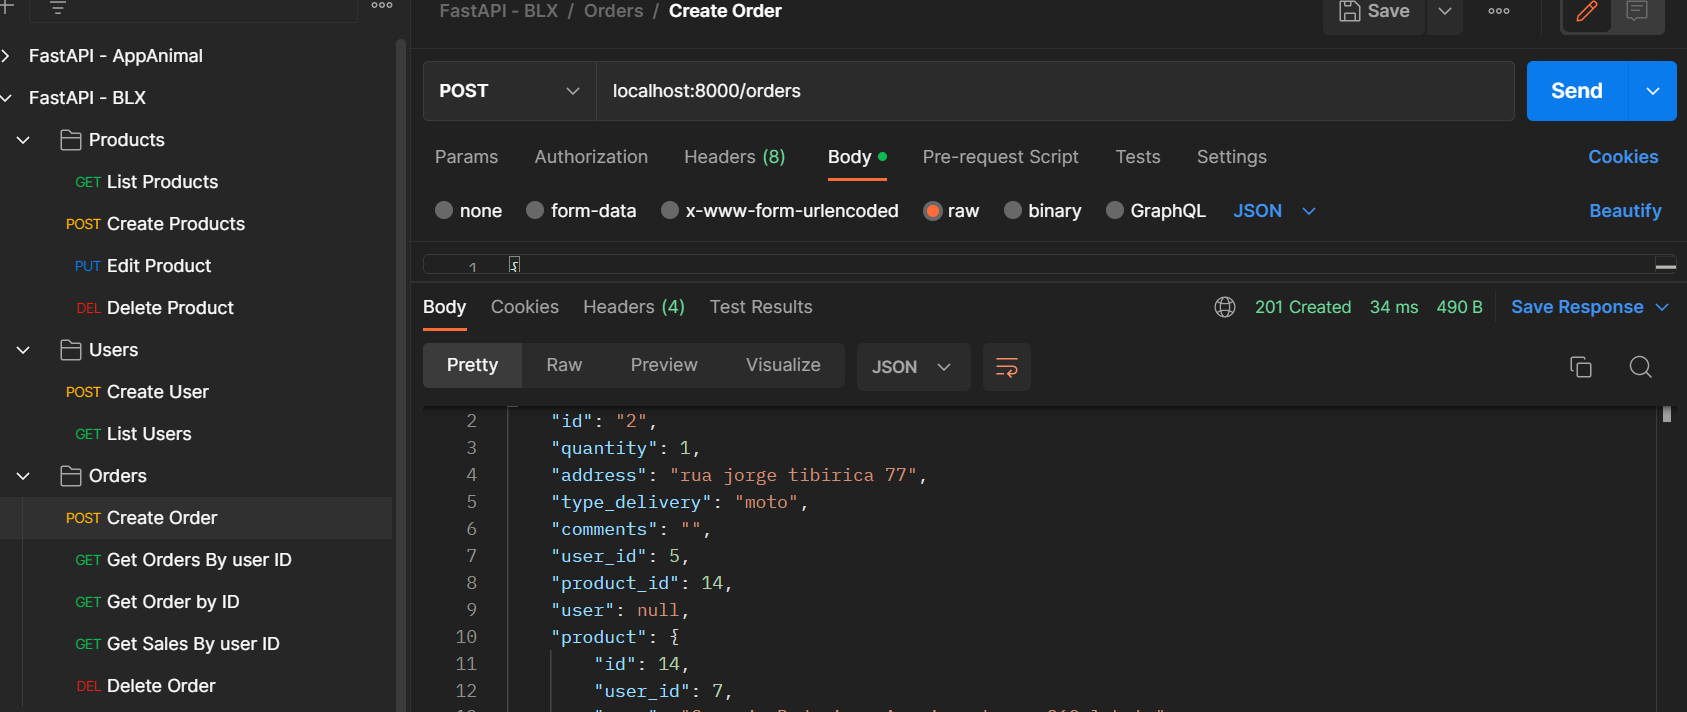 FastAPI - BLX / Orders / Create Order
Save
FastAPI - AppAnimal
FastAPI - BLX
Products
GET List Products
POST Create Products
PUT Edit Product
DEL Delete Product
Users
POST Create User
GET List Users
Orders
POST Create Order
GET Get Orders By user ID
GET Get Order by ID
GET Get Sales By user ID
DEL Delete Order
POST localhost:8000/orders Send
Params Authorization Headers (8) Body Pre-request Script Tests Settings Cookies
none form-data x-www-form-urlencoded raw binary GraphQL JSON Beautify
1 {
Body Cookies Headers (4) Test Results 201 Created 34 ms 490 B Save Response
Pretty Raw Preview Visualize JSON
2 "id": "2",
3 "quantity": 1,
4 "address": "rua jorge tibirica 77",
5 "type_delivery": "moto",
6 "comments": "",
7 "user_id": 5,
8 "product_id": 14,
9 "user": null,
10 "product": {
11 "id": 14,
12 "user_id": 7,